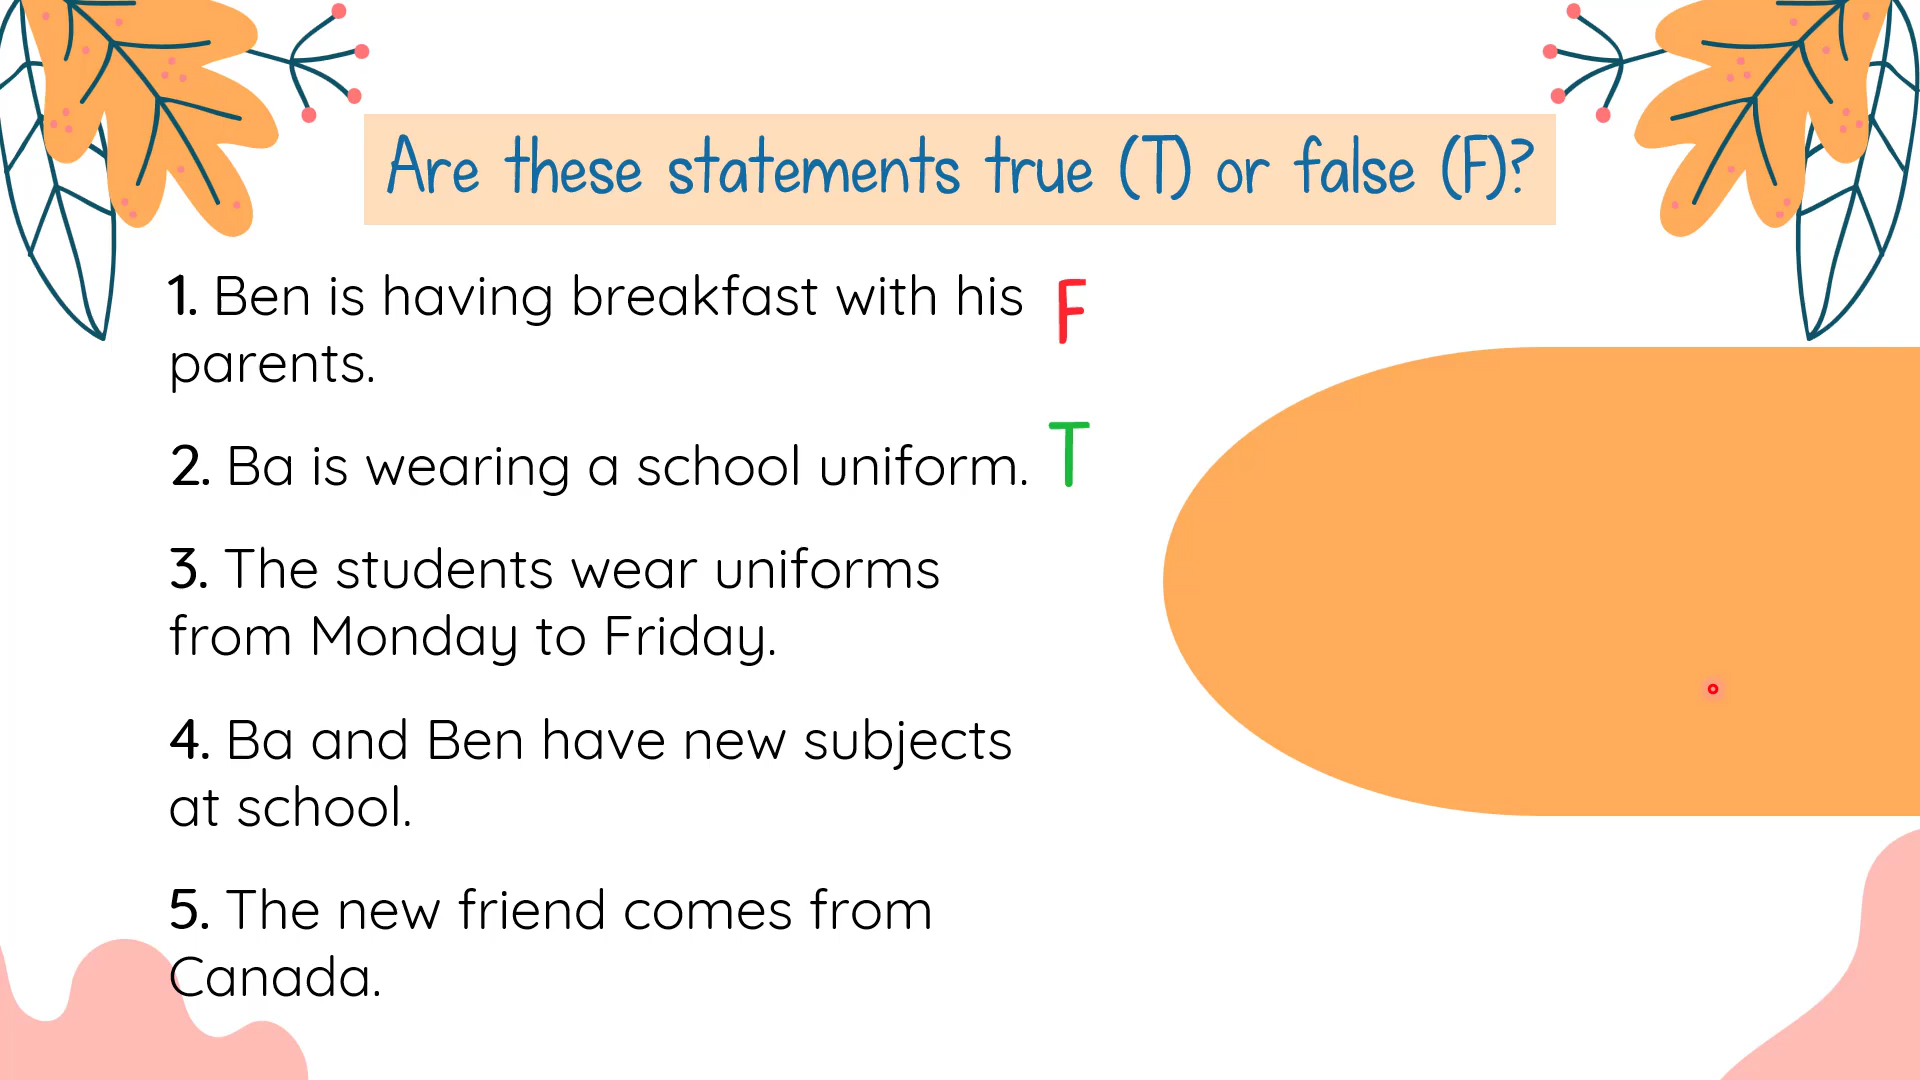 Are these statements true (T) or false (F)?
1. Ben is having breakfast with his F
parents.
2. Ba is wearing a school uniform. T
3. The students wear uniforms
from Monday to Friday.
4. Ba and Ben have new subjects
at school.
5. The new friend comes from
Canada.